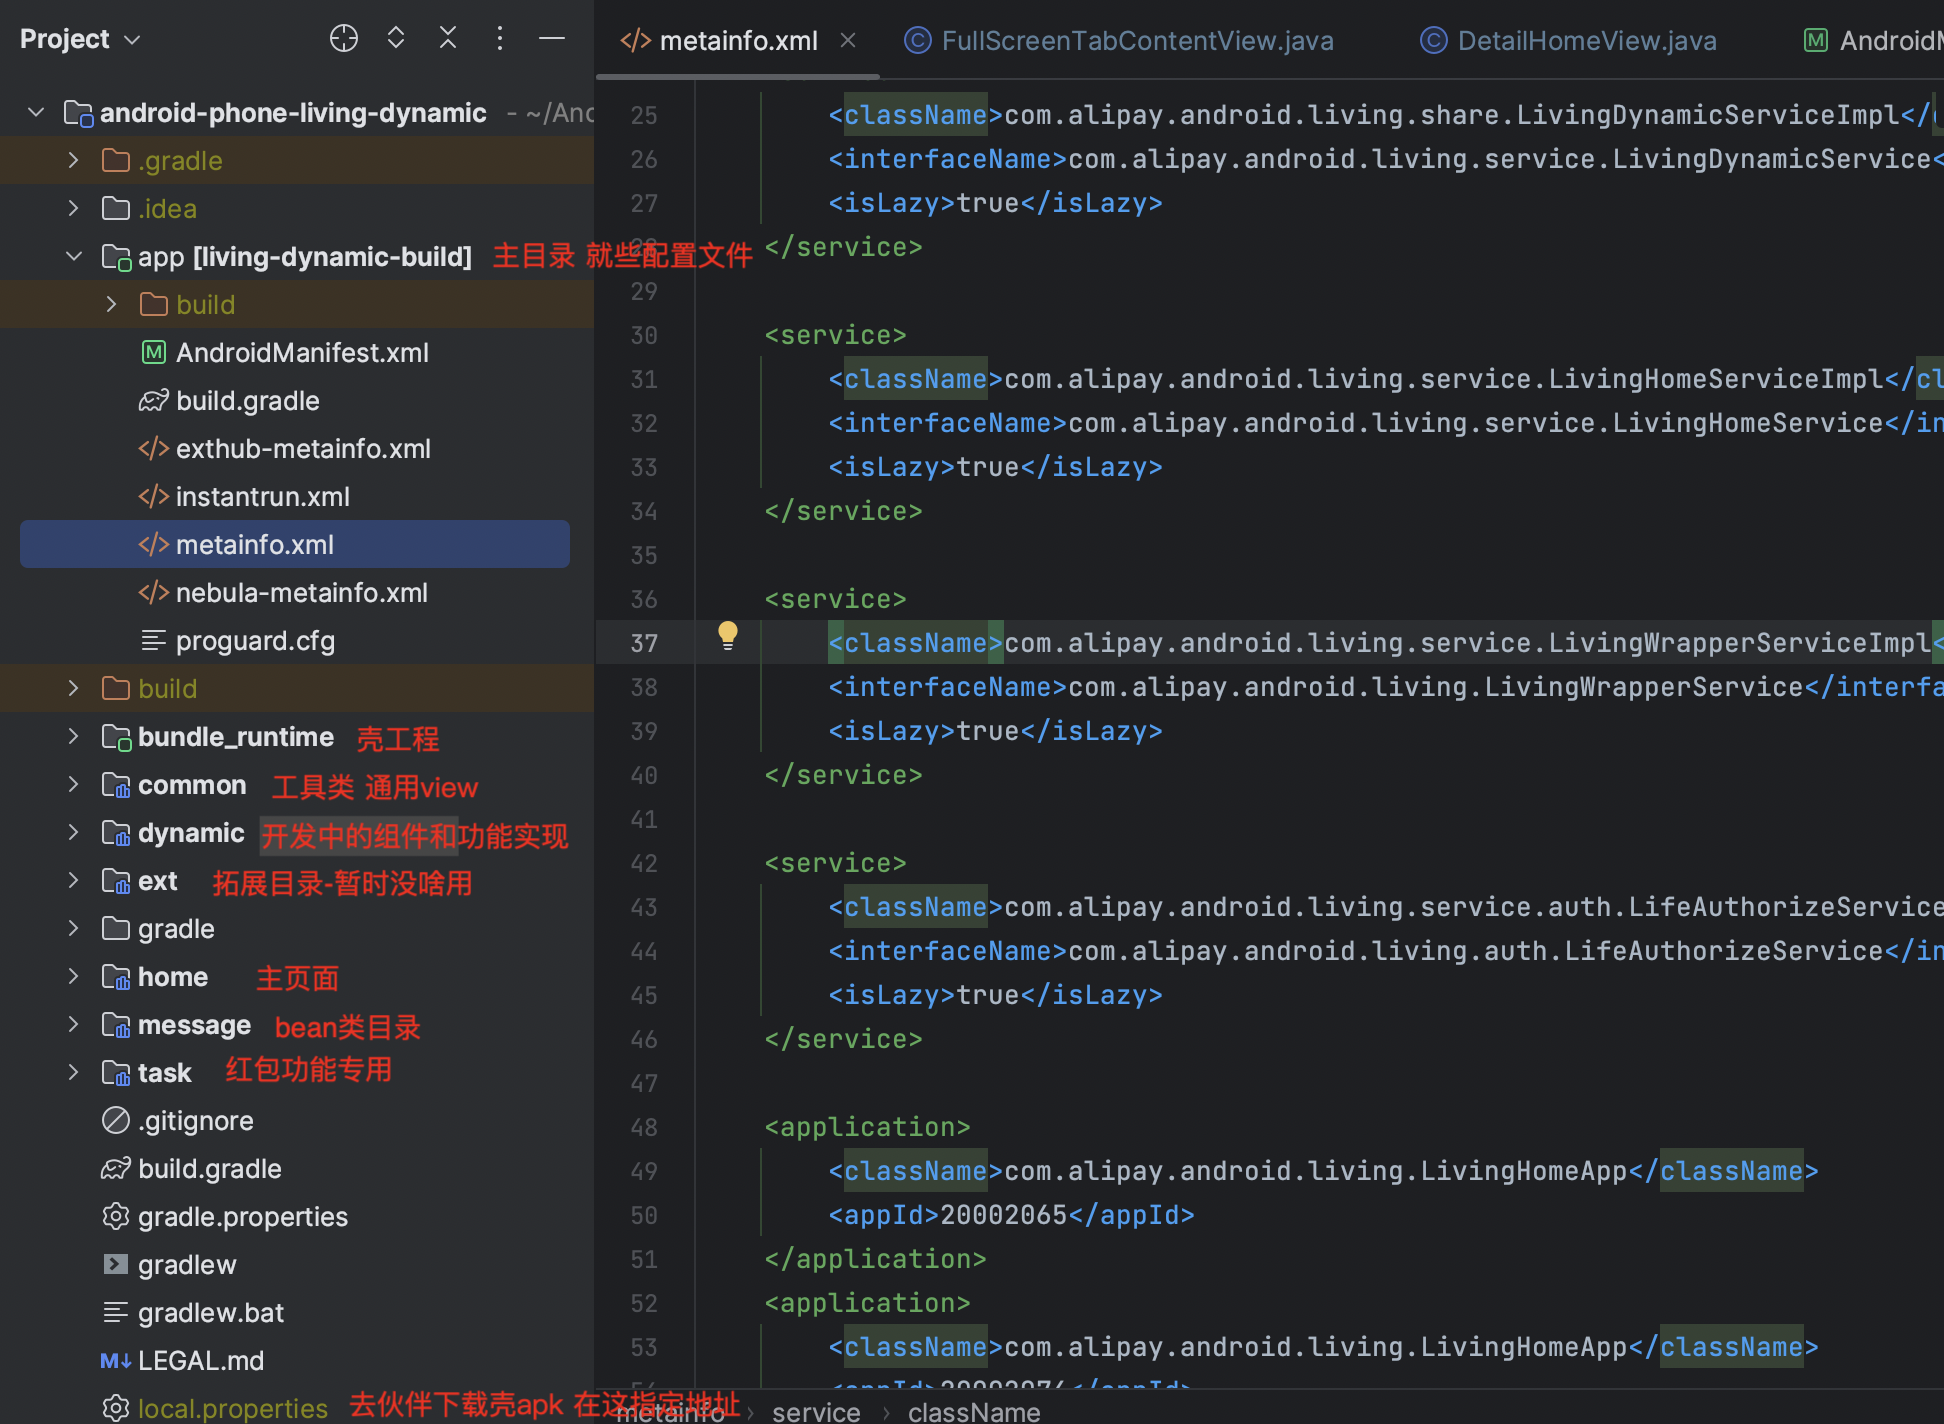 Project
android-phone-living-dynamic - ~/And
.gradle
.idea
app [living-dynamic-build] 主目录 就些配置文件
build
AndroidManifest.xml
build.gradle
exthub-metainfo.xml
instantrun.xml
metainfo.xml
nebula-metainfo.xml
proguard.cfg
build
bundle_runtime 壳工程
common 工具类 通用view
dynamic 开发中的组件和功能实现
ext 拓展目录-暂时没啥用
gradle
home 主页面
message bean类目录
task 红包功能专用
.gitignore
build.gradle
gradle.properties
gradlew
gradlew.bat
LEGAL.md
local.properties 去伙伴下载壳apk 在这指定地址
metainfo.xml FullScreenTabContentView.java DetailHomeView.java AndroidM
25 <className>com.alipay.android.living.share.LivingDynamicServiceImpl</
26 <interfaceName>com.alipay.android.living.service.LivingDynamicService<
27 <isLazy>true</isLazy>
28 </service>
29
30 <service>
31 <className>com.alipay.android.living.service.LivingHomeServiceImpl</cl
32 <interfaceName>com.alipay.android.living.service.LivingHomeService</in
33 <isLazy>true</isLazy>
34 </service>
35
36 <service>
37 <className>com.alipay.android.living.service.LivingWrapperServiceImpl<
38 <interfaceName>com.alipay.android.living.LivingWrapperService</interfa
39 <isLazy>true</isLazy>
40 </service>
41
42 <service>
43 <className>com.alipay.android.living.service.auth.LifeAuthorizeService
44 <interfaceName>com.alipay.android.living.auth.LifeAuthorizeService</in
45 <isLazy>true</isLazy>
46 </service>
47
48 <application>
49 <className>com.alipay.android.living.LivingHomeApp</className>
50 <appId>20002065</appId>
51 </application>
52 <application>
53 <className>com.alipay.android.living.LivingHomeApp</className>
metainfo › service › className